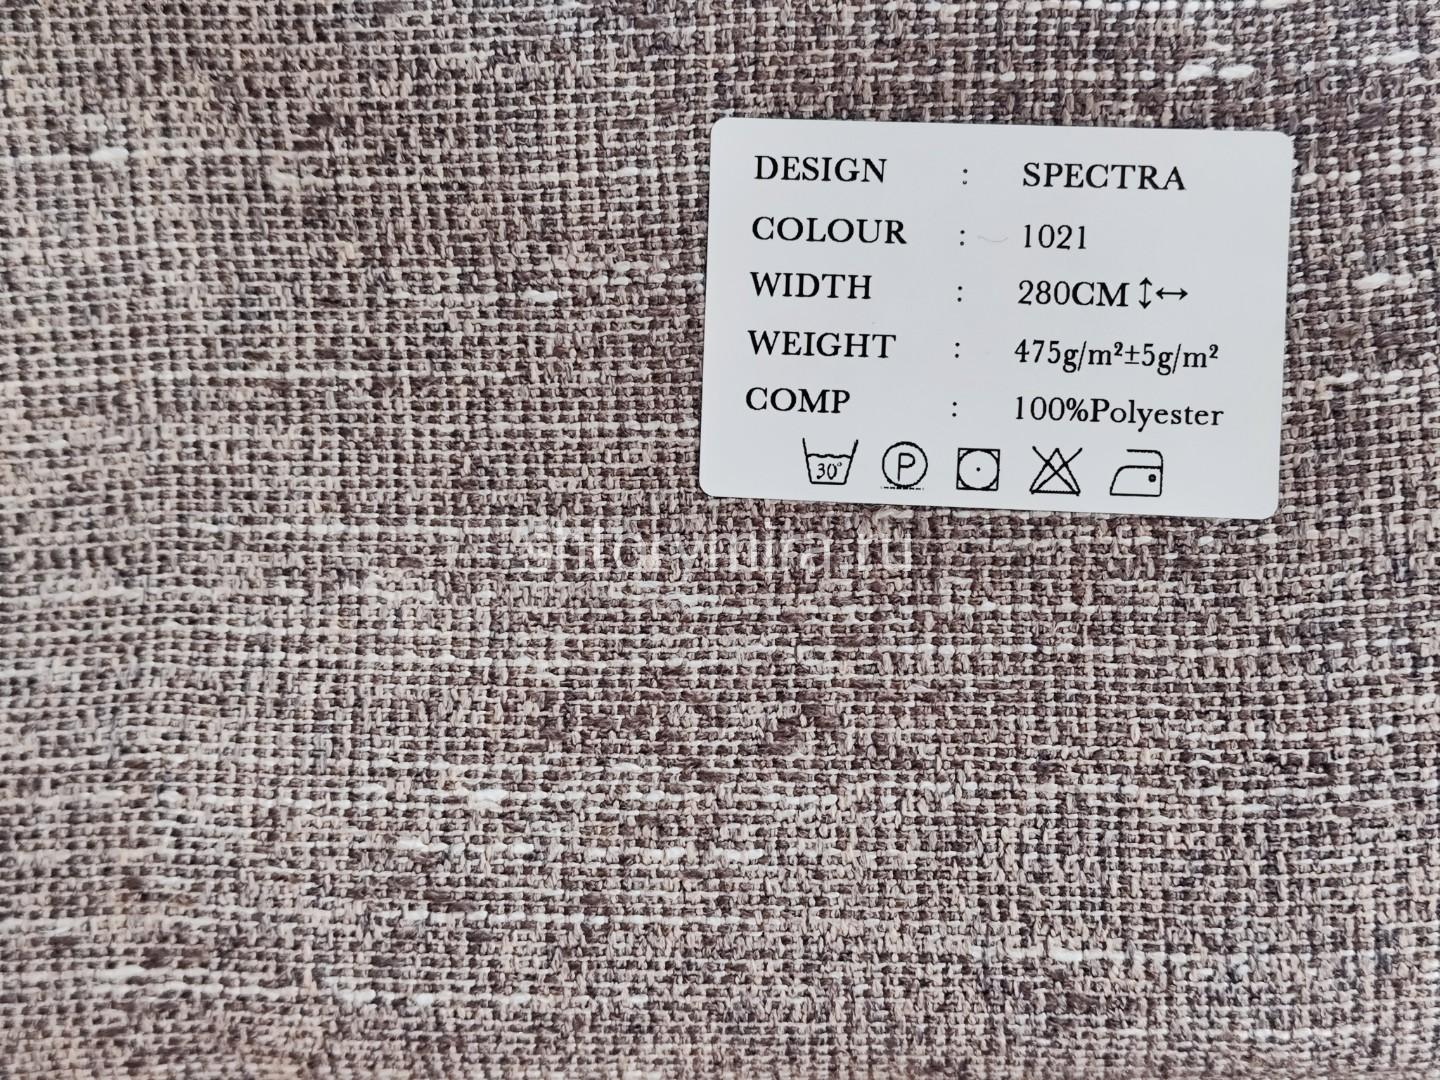 DESIGN : SPECTRA
COLOUR : 1021
WIDTH : 280CM↕↔
WEIGHT : 475g/m²±5g/m²
COMP : 100%Polyester
30° P
shtorymira.ru